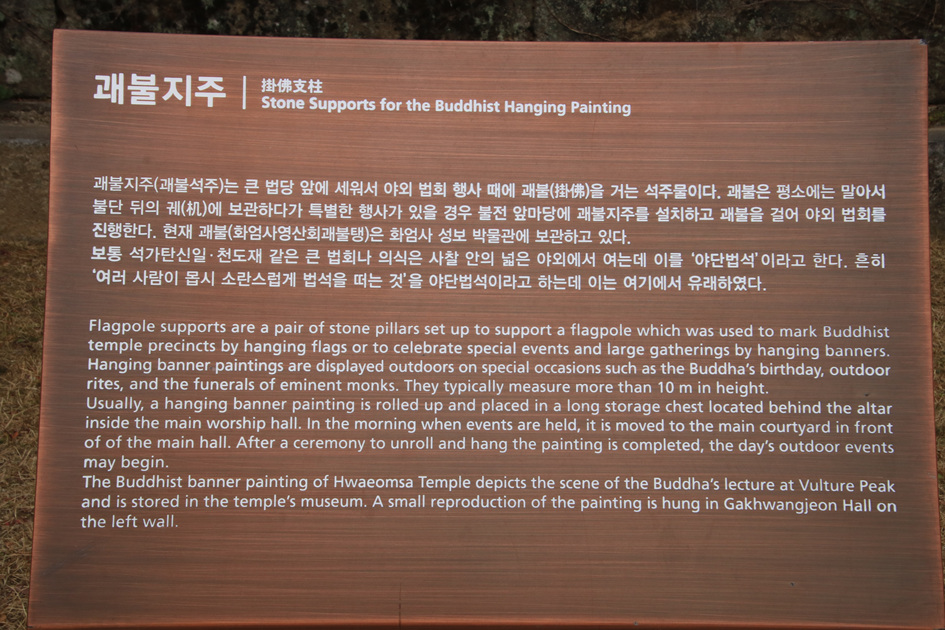 괘불지주 | 掛佛支柱
Stone Supports for the Buddhist Hanging Painting
괘불지주(괘불석주)는 큰 법당 앞에 세워서 야외 법회 행사 때에 괘불(掛佛)을 거는 석주물이다. 괘불은 평소에는 말아서
불단 뒤의 궤(机)에 보관하다가 특별한 행사가 있을 경우 불전 앞마당에 괘불지주를 설치하고 괘불을 걸어 야외 법회를
진행한다. 현재 괘불(화엄사영산회괘불탱)은 화엄사 성보 박물관에 보관하고 있다.
보통 석가탄신일·천도재 같은 큰 법회나 의식은 사찰 안의 넓은 야외에서 여는데 이를 ‘야단법석’이라고 한다. 흔히
‘여러 사람이 몹시 소란스럽게 법석을 떠는 것’을 야단법석이라고 하는데 이는 여기에서 유래하였다.
Flagpole supports are a pair of stone pillars set up to support a flagpole which was used to mark Buddhist
temple precincts by hanging flags or to celebrate special events and large gatherings by hanging banners.
Hanging banner paintings are displayed outdoors on special occasions such as the Buddha’s birthday, outdoor
rites, and the funerals of eminent monks. They typically measure more than 10 m in height.
Usually, a hanging banner painting is rolled up and placed in a long storage chest located behind the altar
inside the main worship hall. In the morning when events are held, it is moved to the main courtyard in front
of of the main hall. After a ceremony to unroll and hang the painting is completed, the day’s outdoor events
may begin.
The Buddhist banner painting of Hwaeomsa Temple depicts the scene of the Buddha’s lecture at Vulture Peak
and is stored in the temple’s museum. A small reproduction of the painting is hung in Gakhwangjeon Hall on
the left wall.